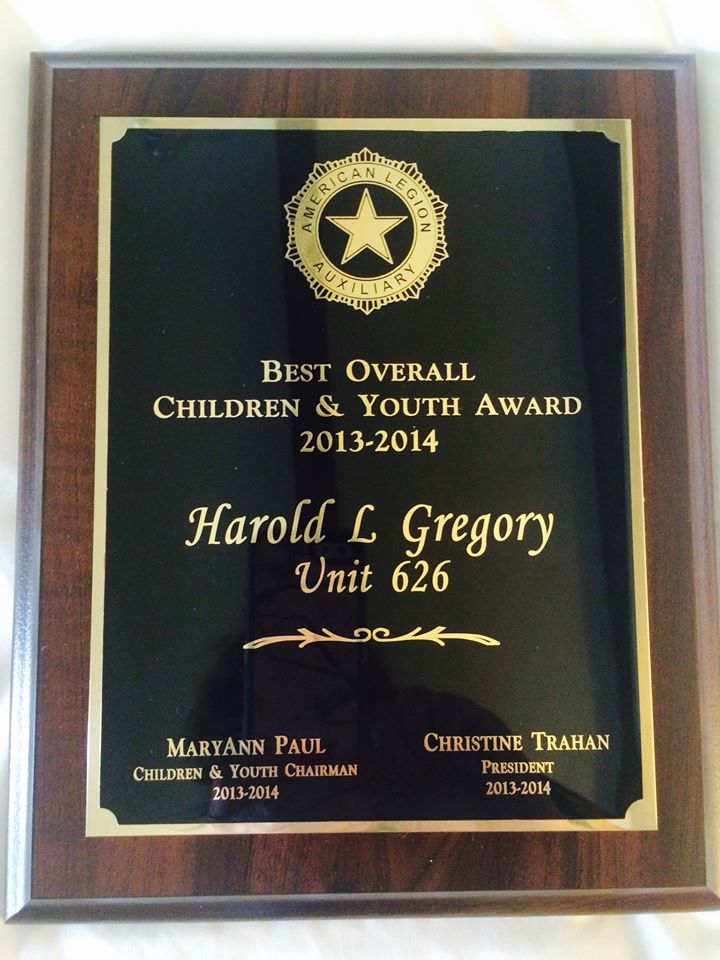 AMERICAN LEGION
AUXILIARY
BEST OVERALL
CHILDREN & YOUTH AWARD
2013-2014
Harold L Gregory
Unit 626
MARYANN PAUL
CHILDREN & YOUTH CHAIRMAN
2013-2014
CHRISTINE TRAHAN
PRESIDENT
2013-2014